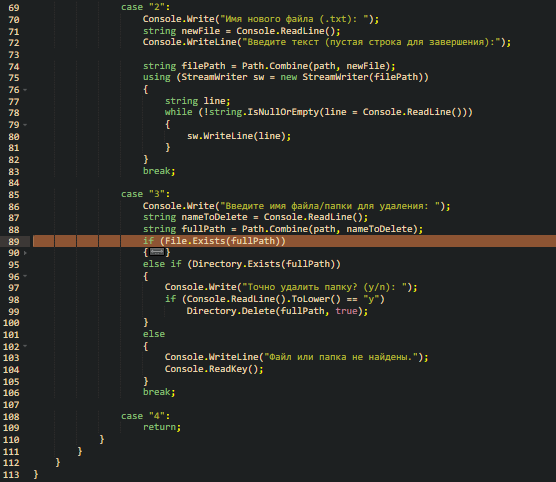 69 case "2":
70 Console.Write("Имя нового файла (.txt): ");
71 string newFile = Console.ReadLine();
72 Console.WriteLine("Введите текст (пустая строка для завершения):");
73
74 string filePath = Path.Combine(path, newFile);
75 using (StreamWriter sw = new StreamWriter(filePath))
76 {
77 string line;
78 while (!string.IsNullOrEmpty(line = Console.ReadLine()))
79 {
80 sw.WriteLine(line);
81 }
82 }
83 break;
84
85 case "3":
86 Console.Write("Введите имя файла/папки для удаления: ");
87 string nameToDelete = Console.ReadLine();
88 string fullPath = Path.Combine(path, nameToDelete);
89 if (File.Exists(fullPath))
90 {}
95 else if (Directory.Exists(fullPath))
96 {
97 Console.Write("Точно удалить папку? (y/n): ");
98 if (Console.ReadLine().ToLower() == "y")
99 Directory.Delete(fullPath, true);
100 }
101 else
102 {
103 Console.WriteLine("Файл или папка не найдены.");
104 Console.ReadKey();
105 }
106 break;
107
108 case "4":
109 return;
110 }
111 }
112 }
113 }